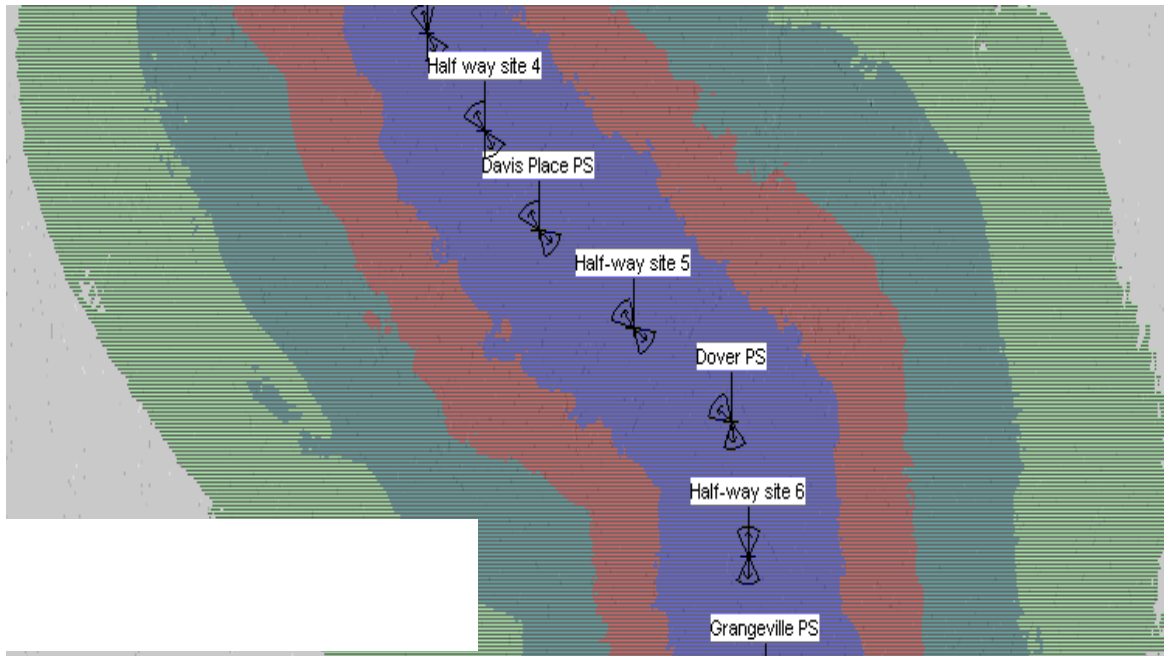 Half way site 4
Davis Place PS
Half-way site 5
Dover PS
Half-way site 6
Grangeville PS